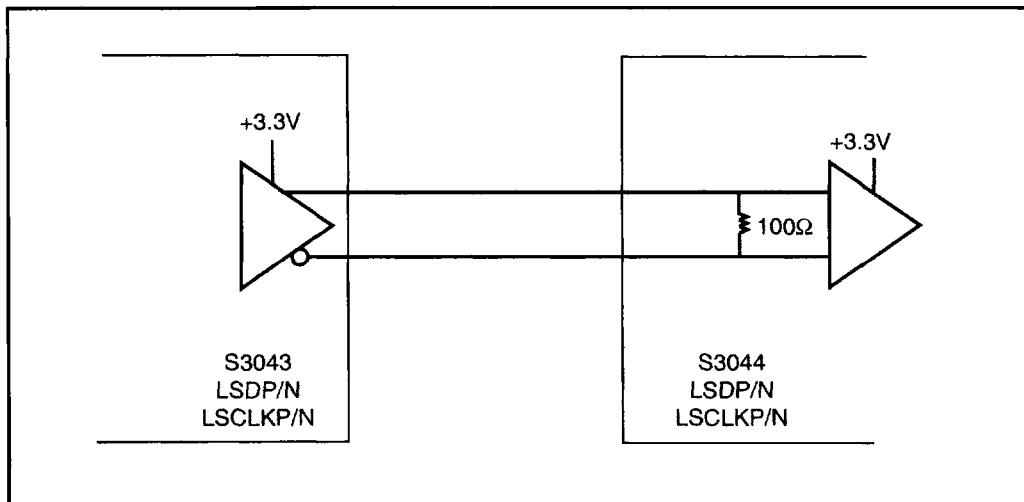 +3.3V
+3.3V
100Ω
S3043
LSDP/N
LSCLKP/N
S3044
LSDP/N
LSCLKP/N